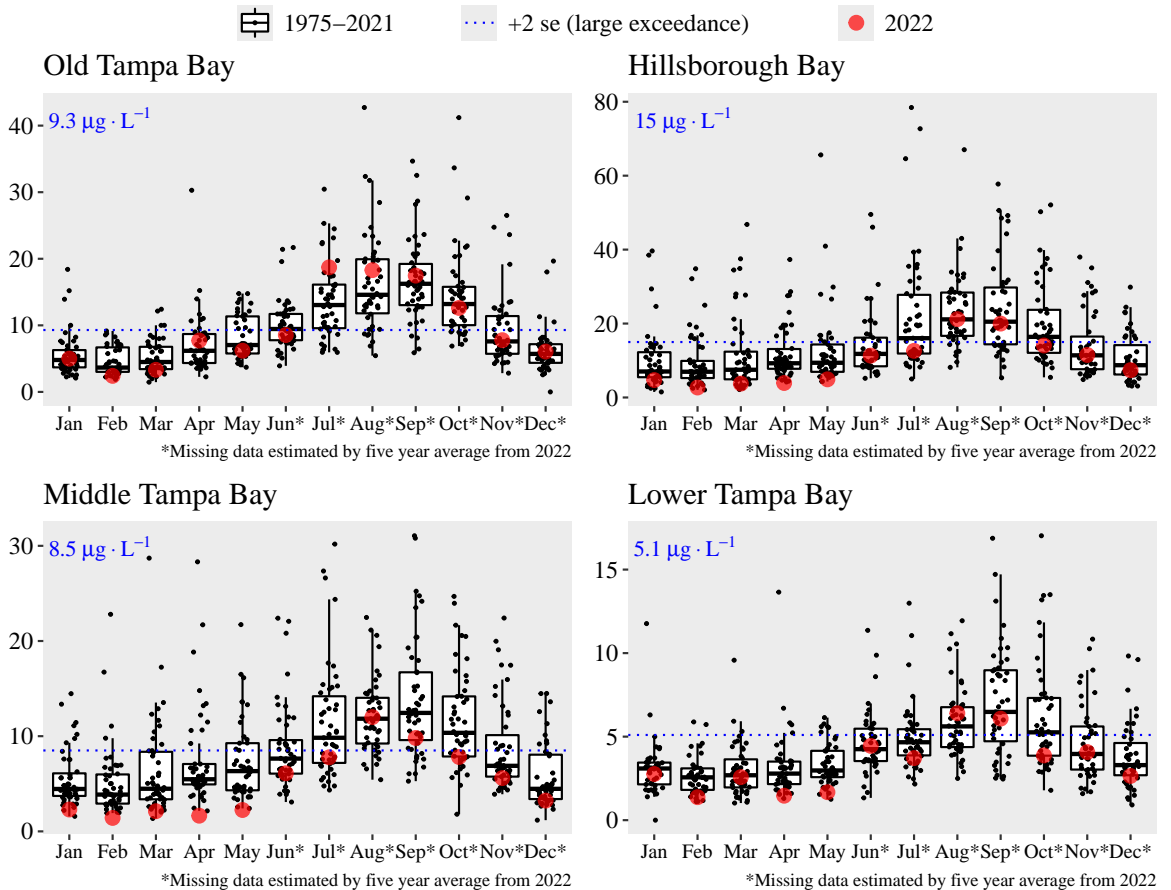 1975–2021 +2 se (large exceedance) 2022
Old Tampa Bay
9.3 μg · L⁻¹
40
30
20
10
0
Jan Feb Mar Apr May Jun* Jul* Aug* Sep* Oct* Nov* Dec*
*Missing data estimated by five year average from 2022
Hillsborough Bay
15 μg · L⁻¹
80
60
40
20
0
Jan Feb Mar Apr May Jun* Jul* Aug* Sep* Oct* Nov* Dec*
*Missing data estimated by five year average from 2022
Middle Tampa Bay
8.5 μg · L⁻¹
30
20
10
0
Jan Feb Mar Apr May Jun* Jul* Aug* Sep* Oct* Nov* Dec*
*Missing data estimated by five year average from 2022
Lower Tampa Bay
5.1 μg · L⁻¹
15
10
5
0
Jan Feb Mar Apr May Jun* Jul* Aug* Sep* Oct* Nov* Dec*
*Missing data estimated by five year average from 2022